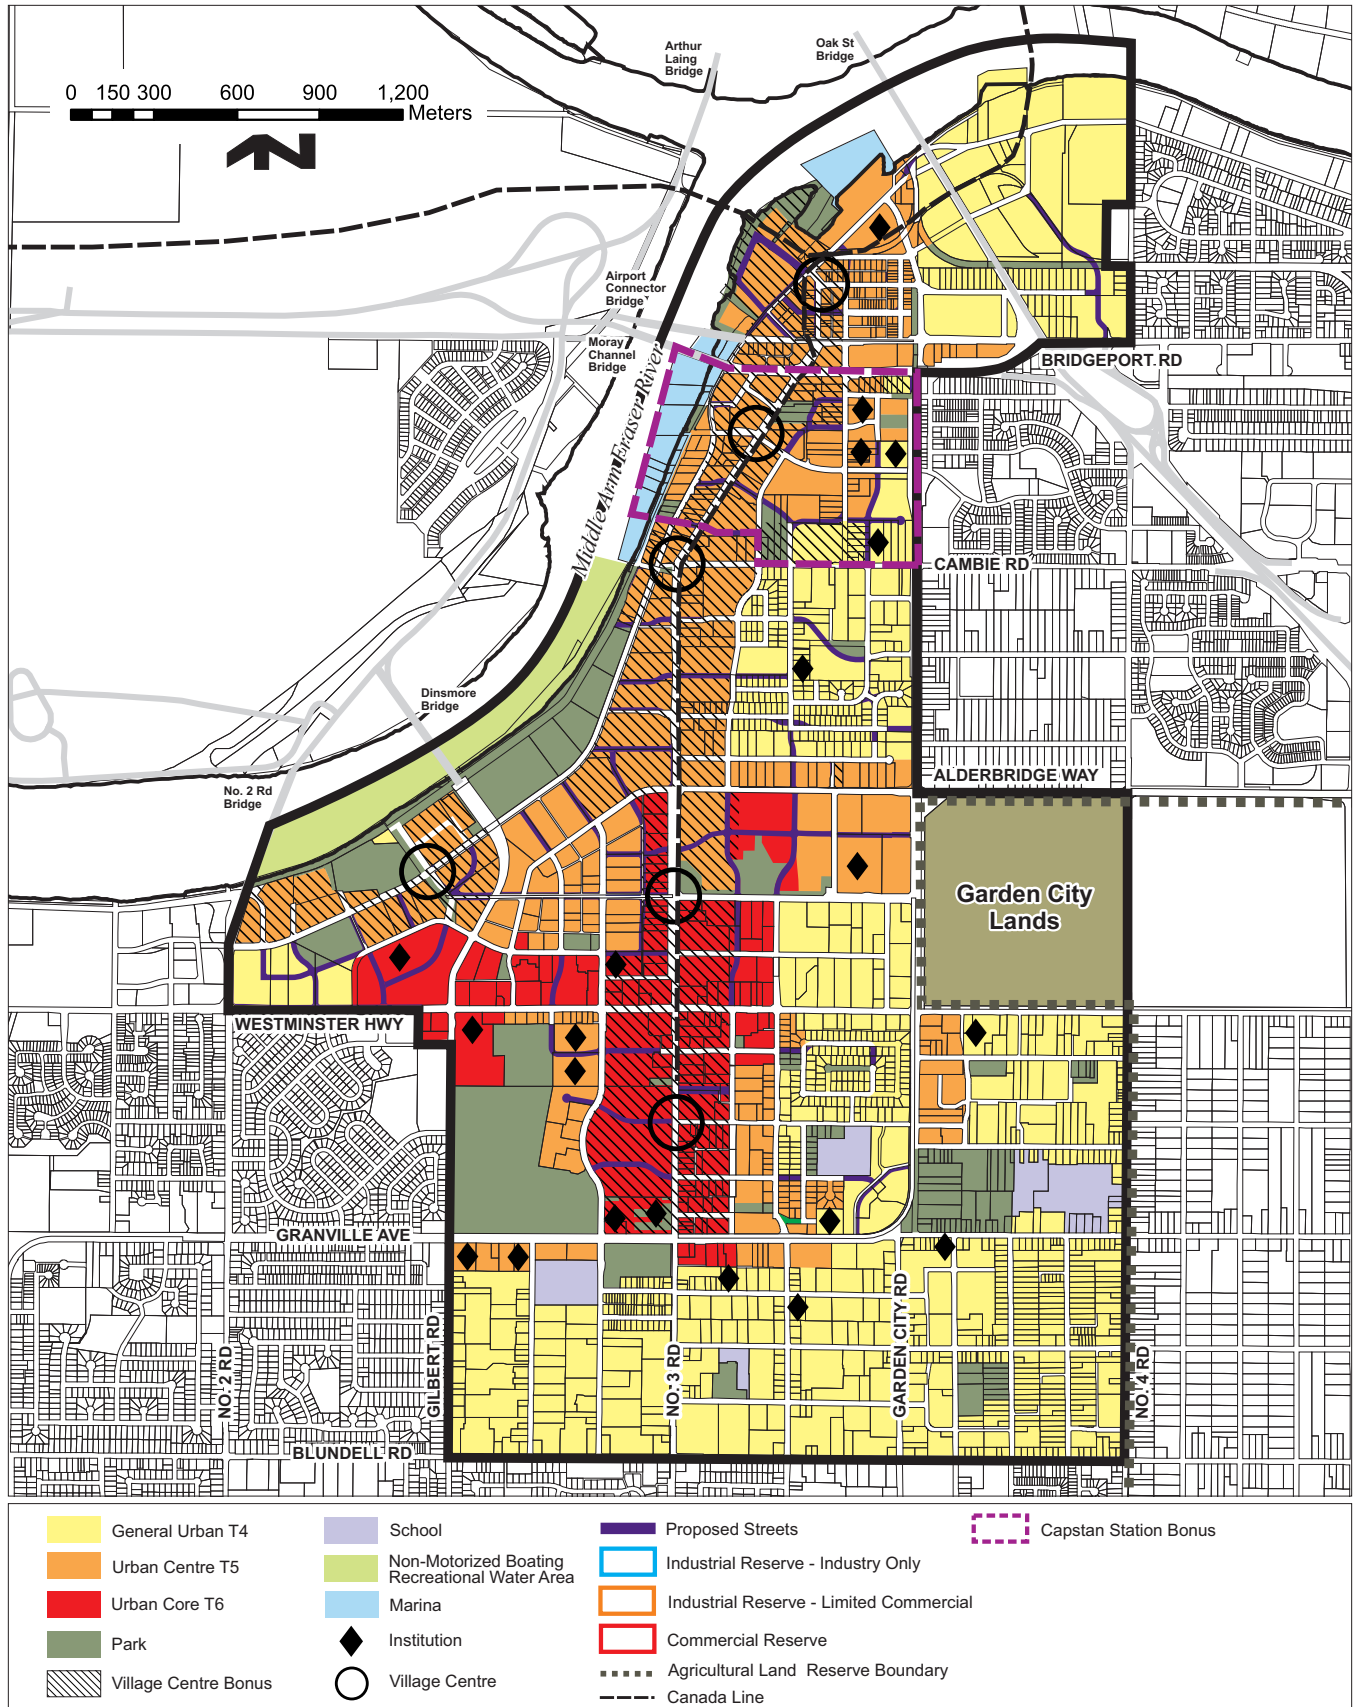 Arthur
Laing
Bridge
Oak St
Bridge
0 150 300 600 900 1,200
Meters
N
Airport
Connector
Bridge
Moray
Channel
Bridge
BRIDGEPORT RD
Middle Arm Fraser River
CAMBIE RD
Dinsmore
Bridge
No. 2 Rd
Bridge
ALDERBRIDGE WAY
Garden City
Lands
WESTMINSTER HWY
GRANVILLE AVE
NO. 2 RD
GILBERT RD
NO. 3 RD
GARDEN CITY RD
NO. 4 RD
BLUNDELL RD
General Urban T4
Urban Centre T5
Urban Core T6
Park
Village Centre Bonus
School
Non-Motorized Boating
Recreational Water Area
Marina
Institution
Village Centre
Proposed Streets
Industrial Reserve - Industry Only
Industrial Reserve - Limited Commercial
Commercial Reserve
Agricultural Land Reserve Boundary
Canada Line
Capstan Station Bonus